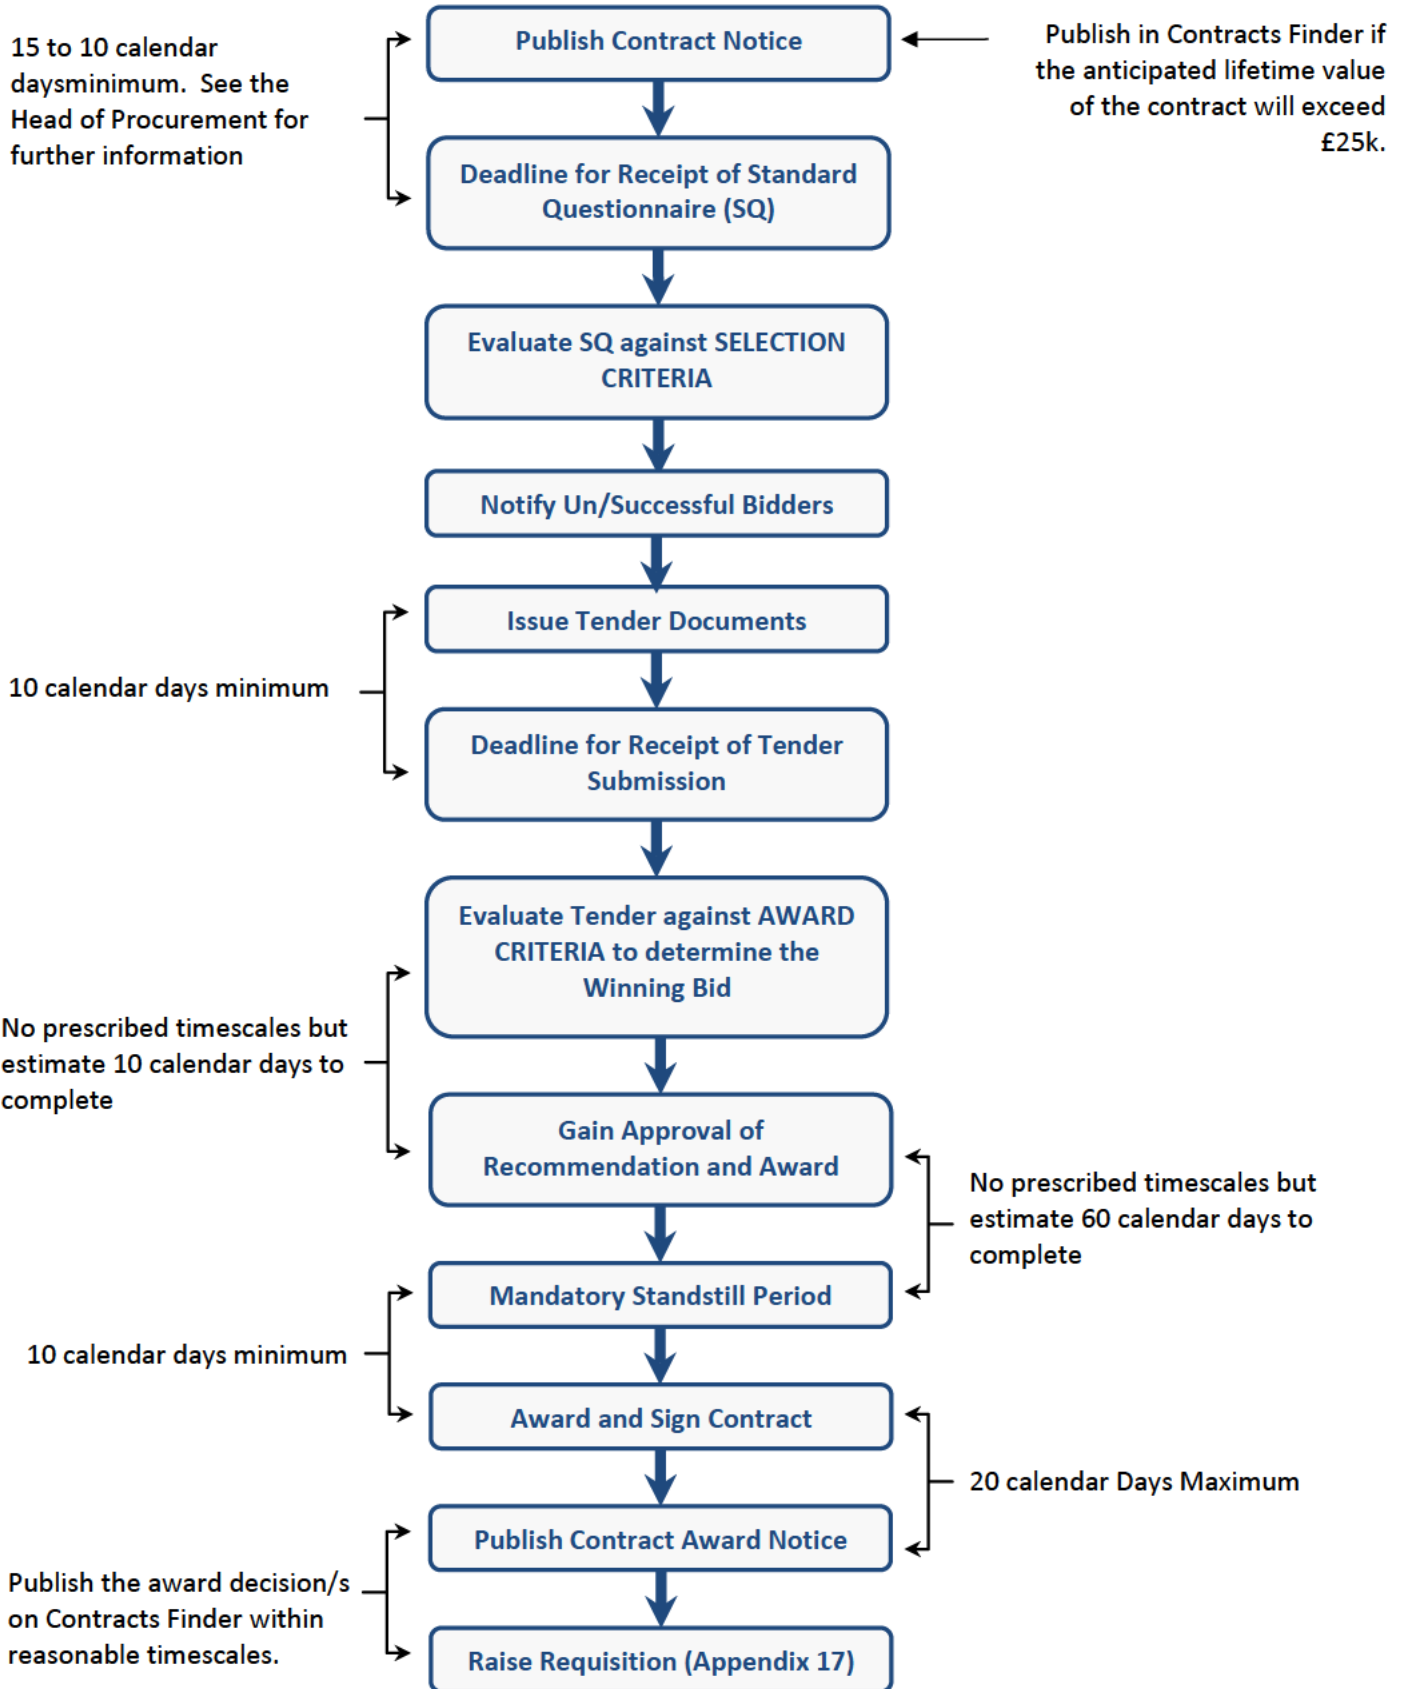 15 to 10 calendar
daysminimum.  See the
Head of Procurement for
further information
Publish Contract Notice
Publish in Contracts Finder if
the anticipated lifetime value
of the contract will exceed
£25k.
Deadline for Receipt of Standard
Questionnaire (SQ)
Evaluate SQ against SELECTION
CRITERIA
Notify Un/Successful Bidders
Issue Tender Documents
10 calendar days minimum
Deadline for Receipt of Tender
Submission
Evaluate Tender against AWARD
CRITERIA to determine the
Winning Bid
No prescribed timescales but
estimate 10 calendar days to
complete
Gain Approval of
Recommendation and Award
No prescribed timescales but
estimate 60 calendar days to
complete
Mandatory Standstill Period
10 calendar days minimum
Award and Sign Contract
20 calendar Days Maximum
Publish Contract Award Notice
Publish the award decision/s
on Contracts Finder within
reasonable timescales.
Raise Requisition (Appendix 17)